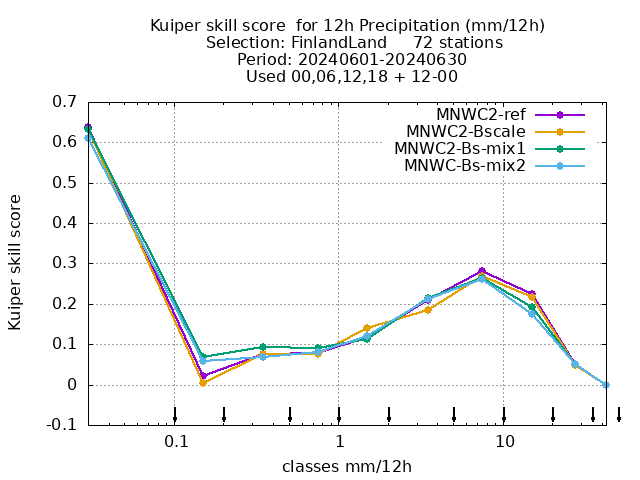 Kuiper skill score  for 12h Precipitation (mm/12h)
Selection: FinlandLand     72 stations
Period: 20240601-20240630
Used 00,06,12,18 + 12-00
MNWC2-ref
MNWC2-Bscale
MNWC2-Bs-mix1
MNWC-Bs-mix2
Kuiper skill score
0.7
0.6
0.5
0.4
0.3
0.2
0.1
0
-0.1
0.1
1
10
classes mm/12h